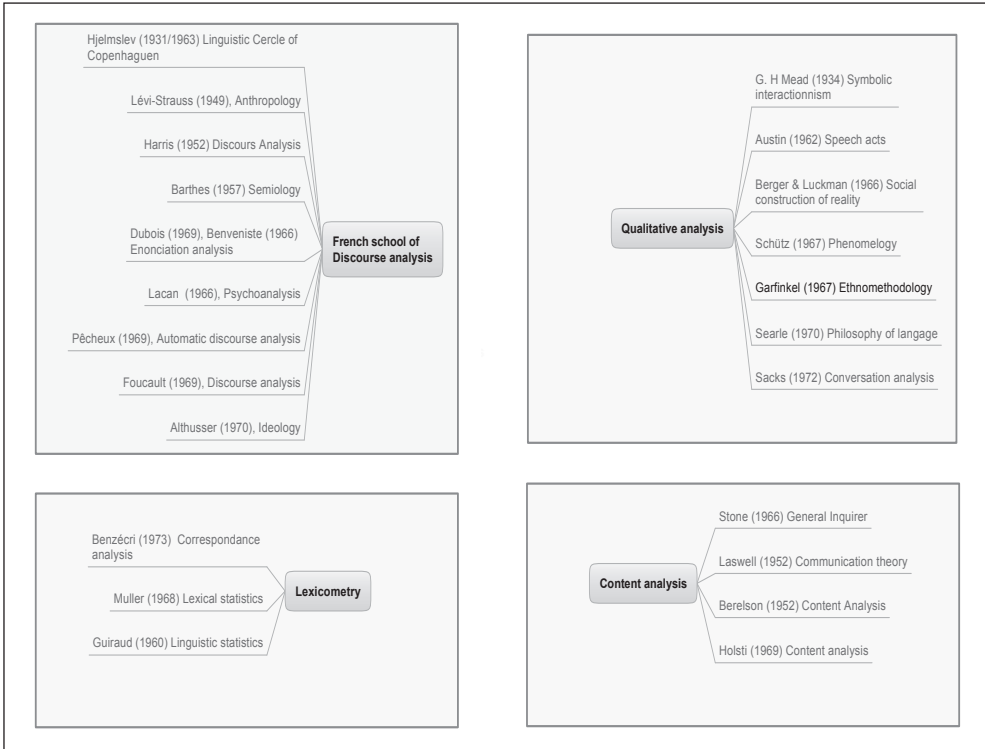 Hjelmslev (1931/1963) Linguistic Cercle of
Copenhaguen
Lévi-Strauss (1949), Anthropology
Harris (1952) Discours Analysis
Barthes (1957) Semiology
Dubois (1969), Benveniste (1966)
Enonciation analysis
Lacan (1966), Psychoanalysis
Pêcheux (1969), Automatic discourse analysis
Foucault (1969), Discourse analysis
Althusser (1970), Ideology
French school of
Discourse analysis
G. H Mead (1934) Symbolic
interactionnism
Austin (1962) Speech acts
Berger & Luckman (1966) Social
construction of reality
Schütz (1967) Phenomelogy
Garfinkel (1967) Ethnomethodology
Searle (1970) Philosophy of langage
Sacks (1972) Conversation analysis
Qualitative analysis
Benzécri (1973) Correspondance
analysis
Muller (1968) Lexical statistics
Guiraud (1960) Linguistic statistics
Lexicometry
Stone (1966) General Inquirer
Laswell (1952) Communication theory
Berelson (1952) Content Analysis
Holsti (1969) Content analysis
Content analysis